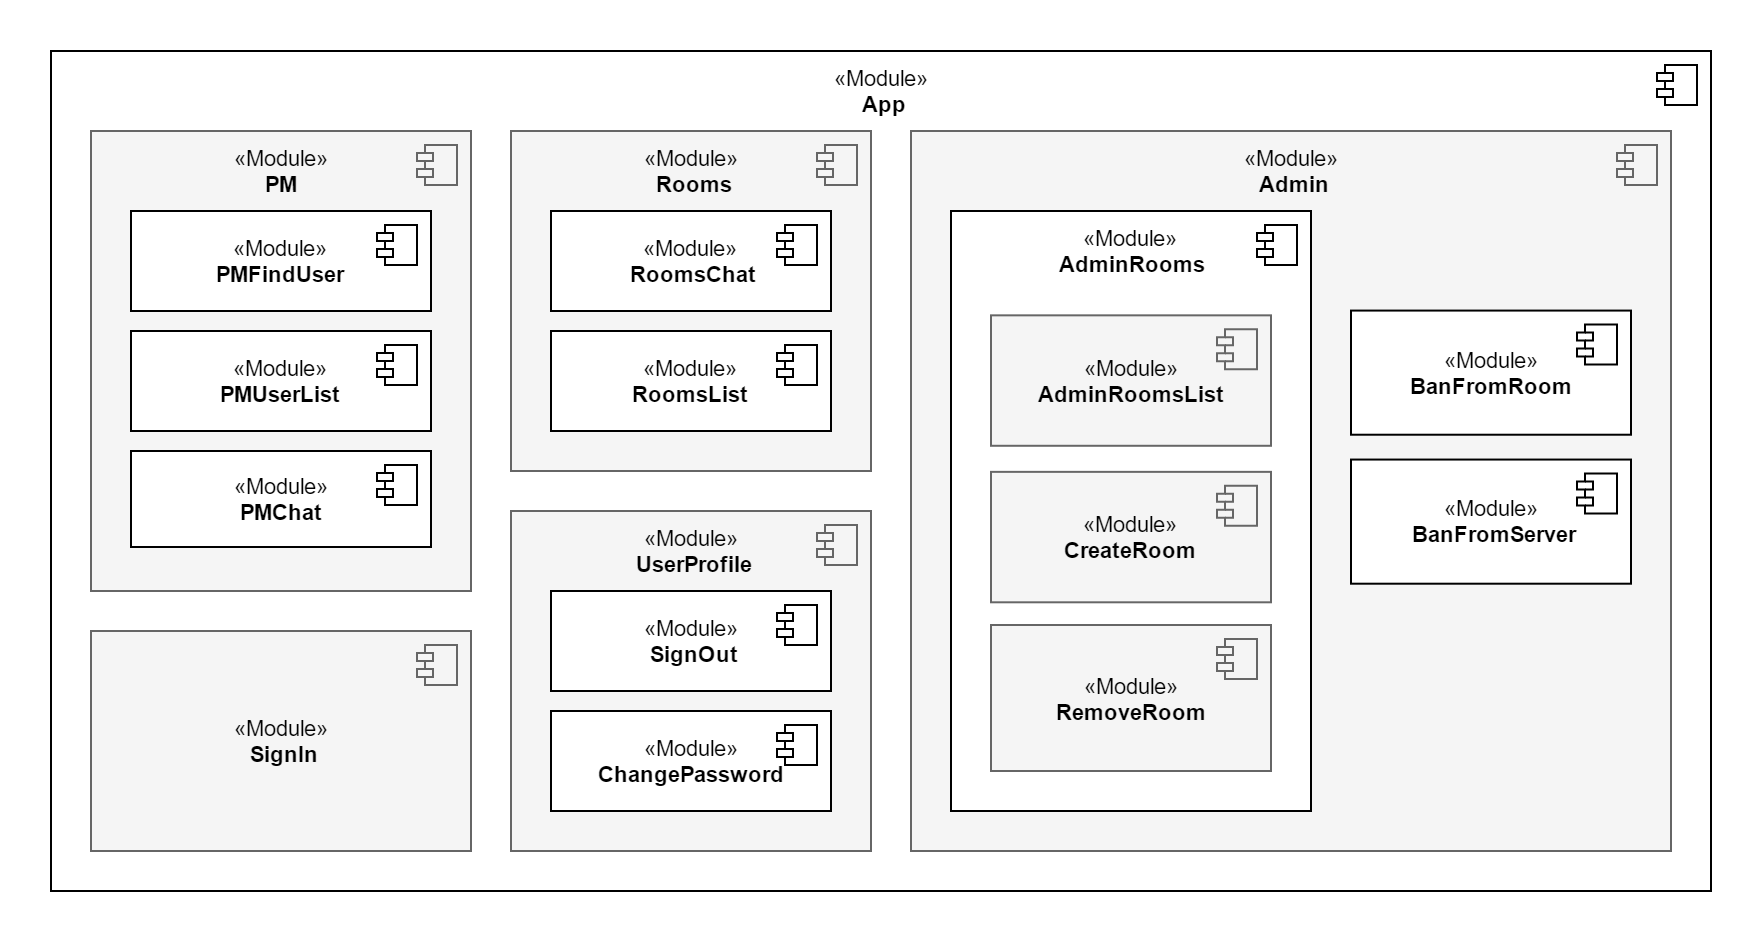 «Module»
App
«Module»
PM
«Module»
PMFindUser
«Module»
PMUserList
«Module»
PMChat
«Module»
SignIn
«Module»
Rooms
«Module»
RoomsChat
«Module»
RoomsList
«Module»
UserProfile
«Module»
SignOut
«Module»
ChangePassword
«Module»
Admin
«Module»
AdminRooms
«Module»
AdminRoomsList
«Module»
CreateRoom
«Module»
RemoveRoom
«Module»
BanFromRoom
«Module»
BanFromServer